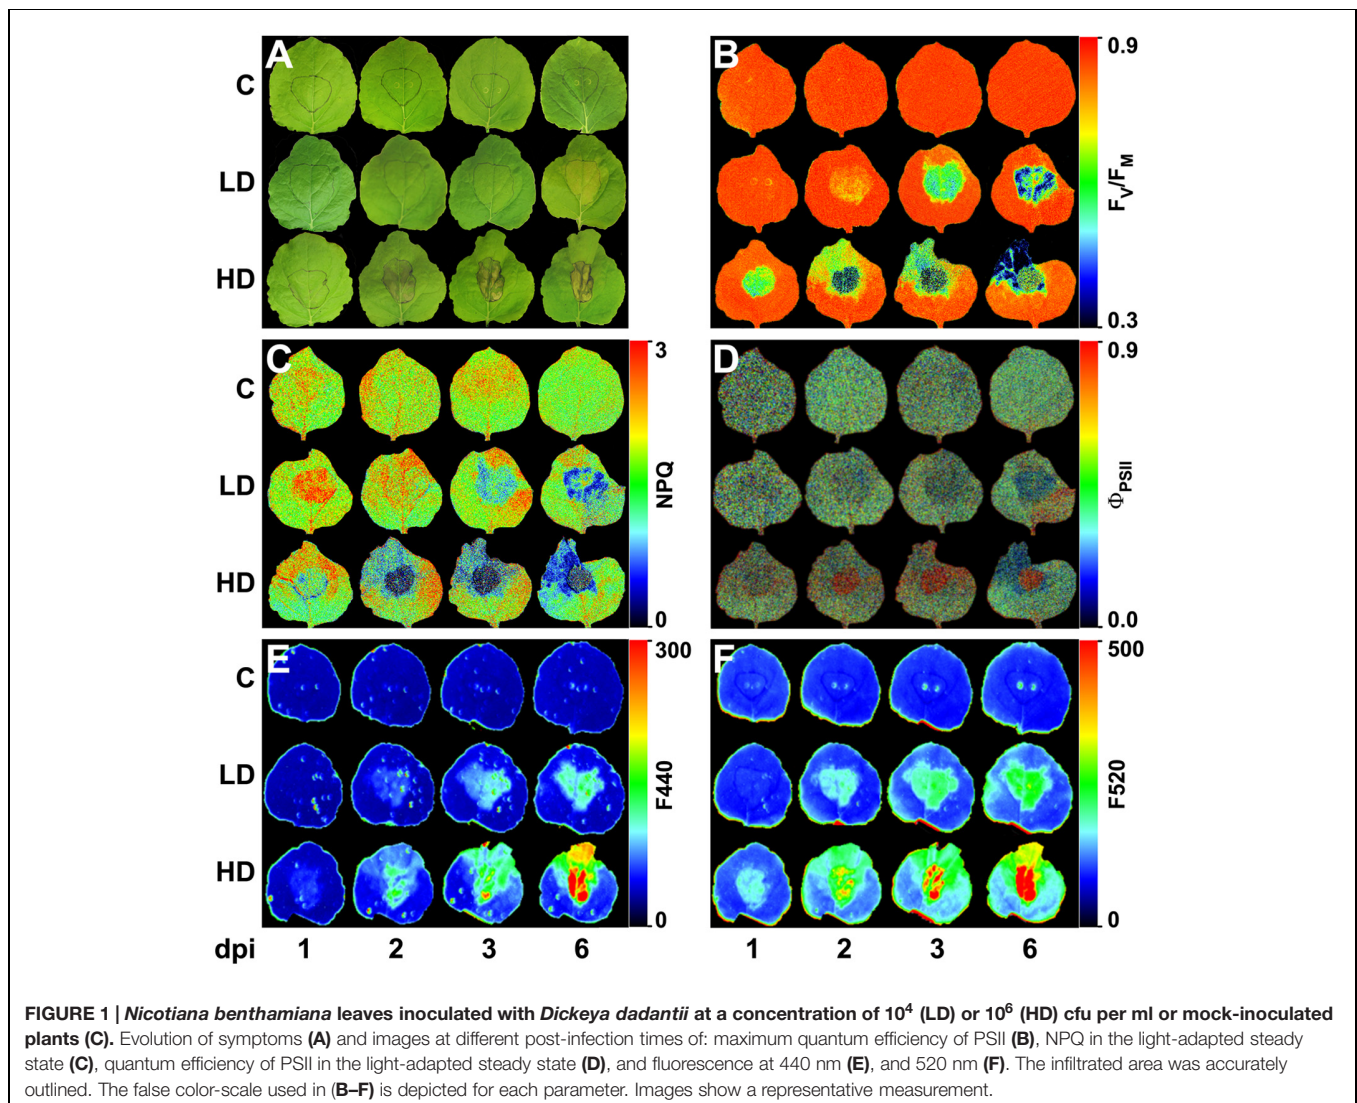 A
B
0.9
C
LD
HD
F_V/F_M
0.3
C
3
D
0.9
C
LD
HD
NPQ
0
Φ_PSII
0.0
E
300
F
500
C
LD
HD
F440
0
F520
0
dpi 1 2 3 6 1 2 3 6
FIGURE 1 | Nicotiana benthamiana leaves inoculated with Dickeya dadantii at a concentration of 10⁴ (LD) or 10⁶ (HD) cfu per ml or mock-inoculated
plants (C). Evolution of symptoms (A) and images at different post-infection times of: maximum quantum efficiency of PSII (B), NPQ in the light-adapted steady
state (C), quantum efficiency of PSII in the light-adapted steady state (D), and fluorescence at 440 nm (E), and 520 nm (F). The infiltrated area was accurately
outlined. The false color-scale used in (B–F) is depicted for each parameter. Images show a representative measurement.